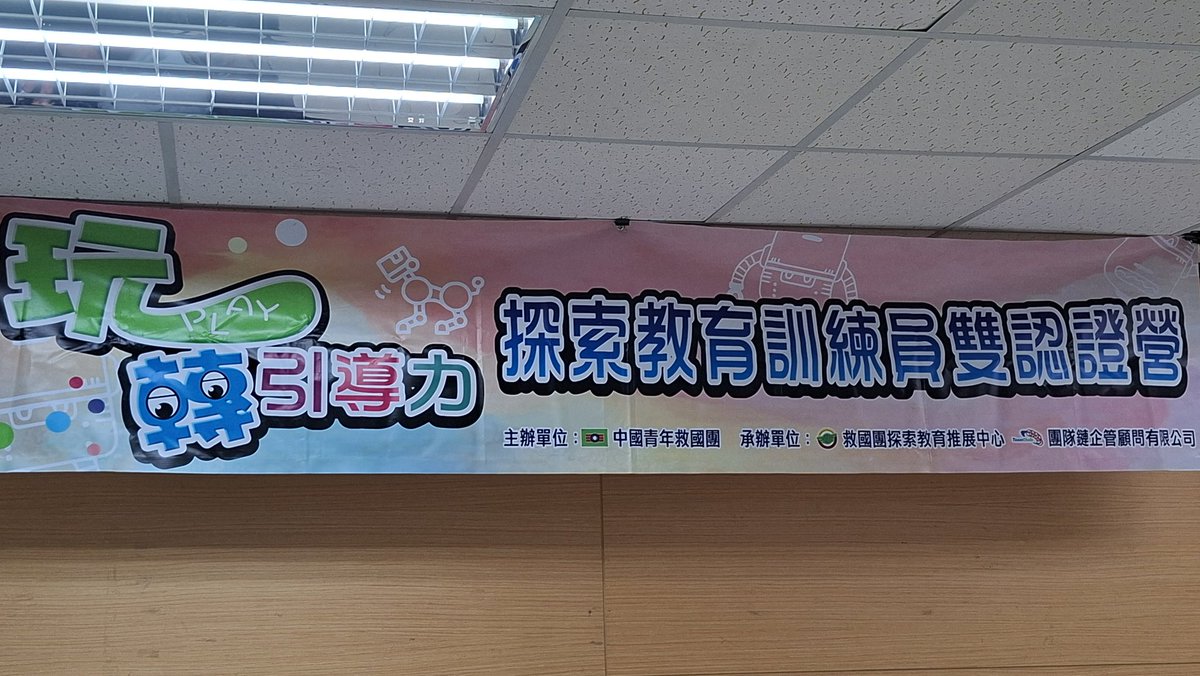 玩 PLAY
轉引導力
探索教育訓練員雙認證營
主辦單位：中國青年救國團 承辦單位：救國團探索教育推展中心 團隊鏈企管顧問有限公司